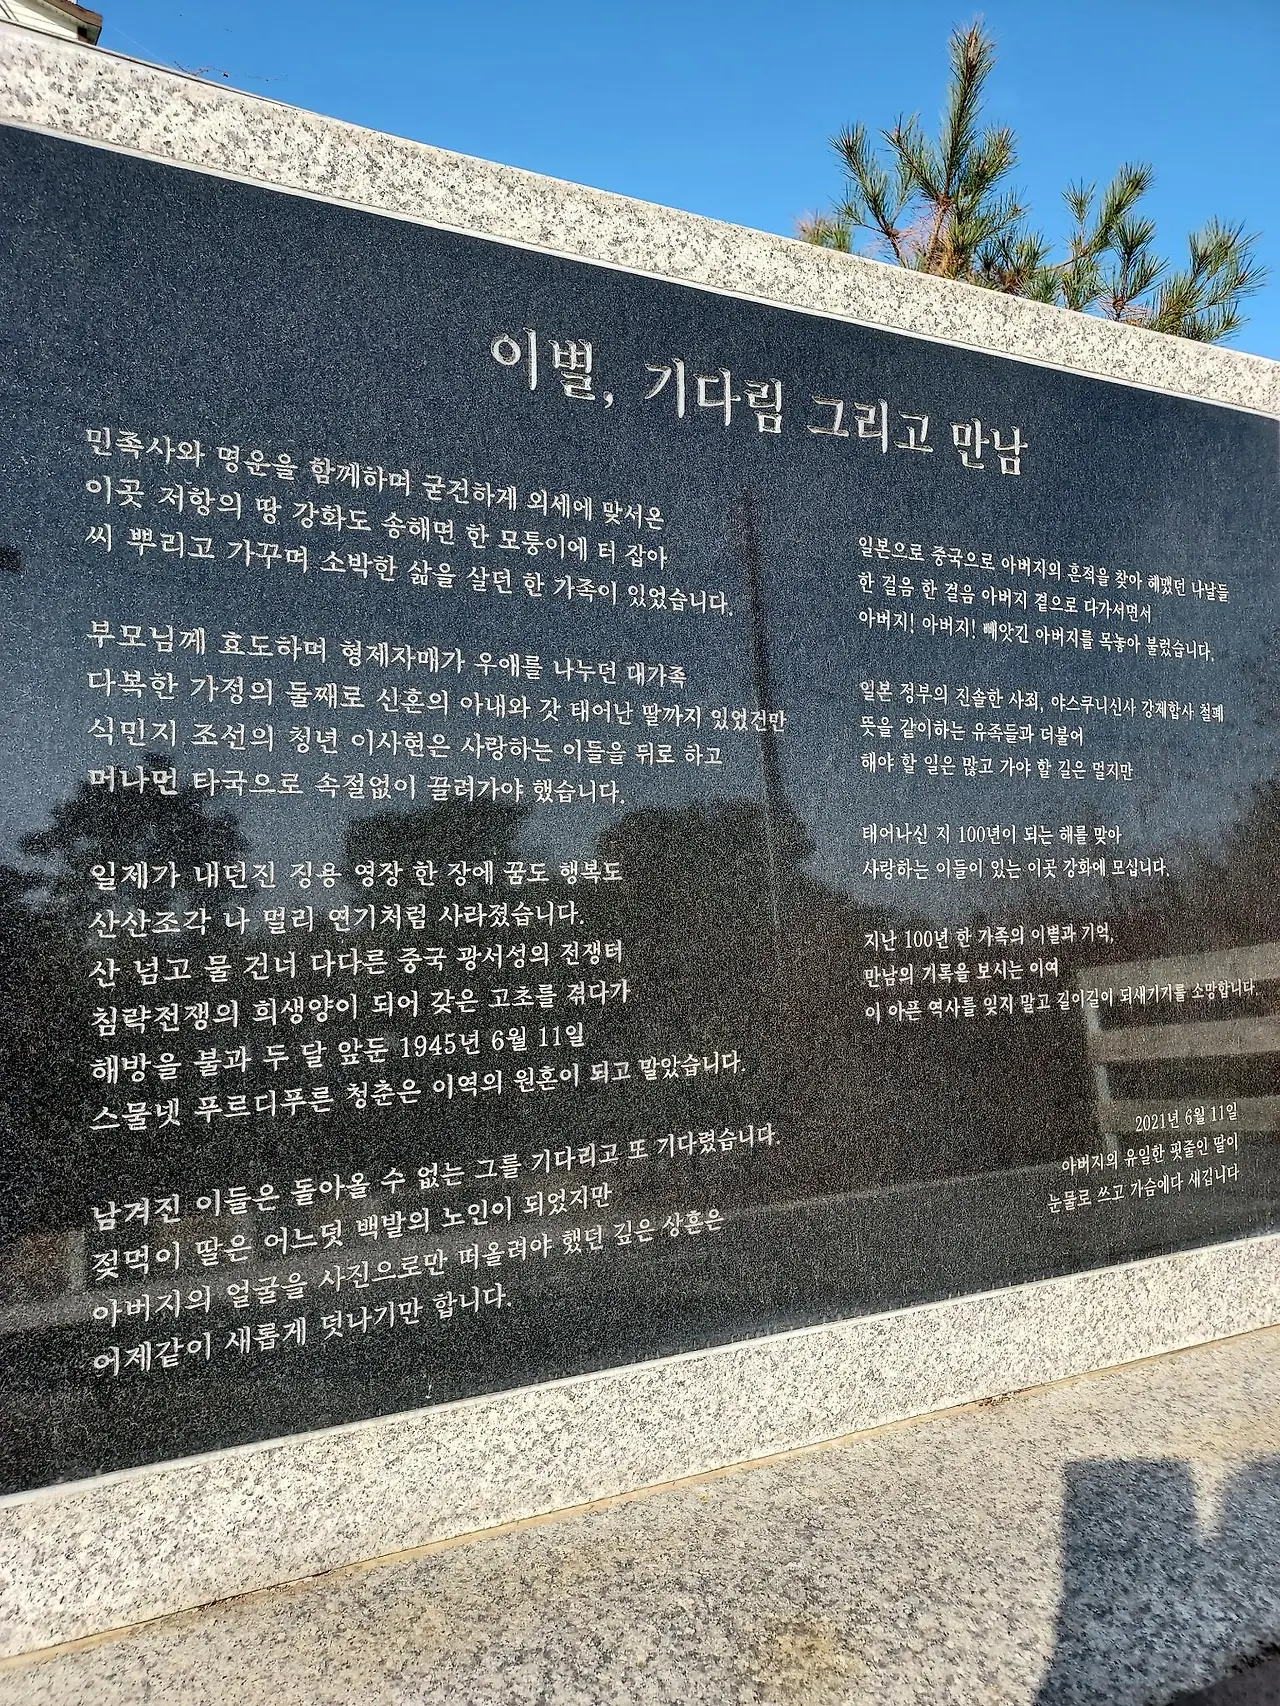 이별, 기다림 그리고 만남
민족사와 명운을 함께하며 굳건하게 외세에 맞서온
이곳 저항의 땅 강화도 송해면 한 모퉁이에 터 잡아
씨 뿌리고 가꾸며 소박한 삶을 살던 한 가족이 있었습니다.
부모님께 효도하며 형제자매가 우애를 나누던 대가족
다복한 가정의 둘째로 신혼의 아내와 갓 태어난 딸까지 있었건만
식민지 조선의 청년 이사현은 사랑하는 이들을 뒤로 하고
머나먼 타국으로 속절없이 끌려가야 했습니다.
일제가 내던진 징용 영장 한 장에 꿈도 행복도
산산조각 나 멀리 연기처럼 사라졌습니다.
산 넘고 물 건너 다다른 중국 광서성의 전쟁터
침략전쟁의 희생양이 되어 갖은 고초를 겪다가
해방을 불과 두 달 앞둔 1945년 6월 11일
스물넷 푸르디푸른 청춘은 이역의 원혼이 되고 말았습니다.
남겨진 이들은 돌아올 수 없는 그를 기다리고 또 기다렸습니다.
젖먹이 딸은 어느덧 백발의 노인이 되었지만
아버지의 얼굴을 사진으로만 떠올려야 했던 깊은 상흔은
어제같이 새롭게 덧나기만 합니다.
일본으로 중국으로 아버지의 흔적을 찾아 헤맸던 나날들
한 걸음 한 걸음 아버지 곁으로 다가서면서
아버지! 아버지! 빼앗긴 아버지를 목놓아 불렀습니다.
일본 정부의 진솔한 사죄, 야스쿠니신사 강제합사 철폐
뜻을 같이하는 유족들과 더불어
해야 할 일은 많고 가야 할 길은 멀지만
태어나신 지 100년이 되는 해를 맞아
사랑하는 이들이 있는 이곳 강화에 모십니다.
지난 100년 한 가족의 이별과 기억,
만남의 기록을 보시는 이여
이 아픈 역사를 잊지 말고 길이길이 되새기기를 소망합니다.
2021년 6월 11일
아버지의 유일한 핏줄인 딸이
눈물로 쓰고 가슴에다 새깁니다